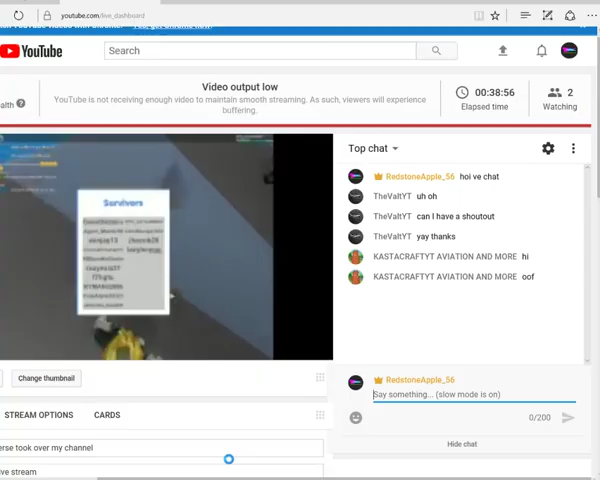 youtube.com/live_dashboard
YouTube
Search
ealth
Video output low
YouTube is not receiving enough video to maintain smooth streaming. As such, viewers will experience
buffering.
00:38:56
Elapsed time
2
Watching
Survivors
Top chat
RedstoneApple_56 hoi ve chat
TheValtYT uh oh
TheValtYT can I have a shoutout
TheValtYT yay thanks
KASTACRAFTYT AVIATION AND MORE hi
KASTACRAFTYT AVIATION AND MORE oof
RedstoneApple_56
Say something... (slow mode is on)
0/200
Hide chat
Change thumbnail
STREAM OPTIONS
CARDS
erse took over my channel
ive stream